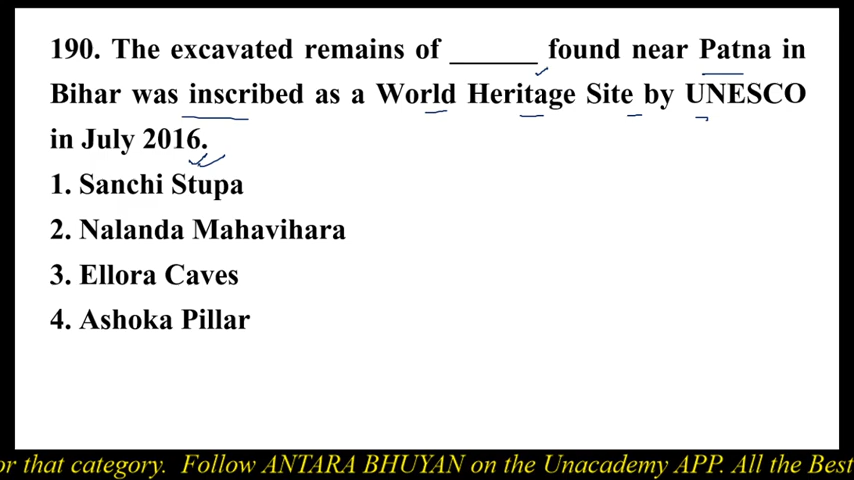 190. The excavated remains of ______ found near Patna in
Bihar was inscribed as a World Heritage Site by UNESCO
in July 2016.
1. Sanchi Stupa
2. Nalanda Mahavihara
3. Ellora Caves
4. Ashoka Pillar
or that category. Follow ANTARA BHUYAN on the Unacademy APP. All the Best